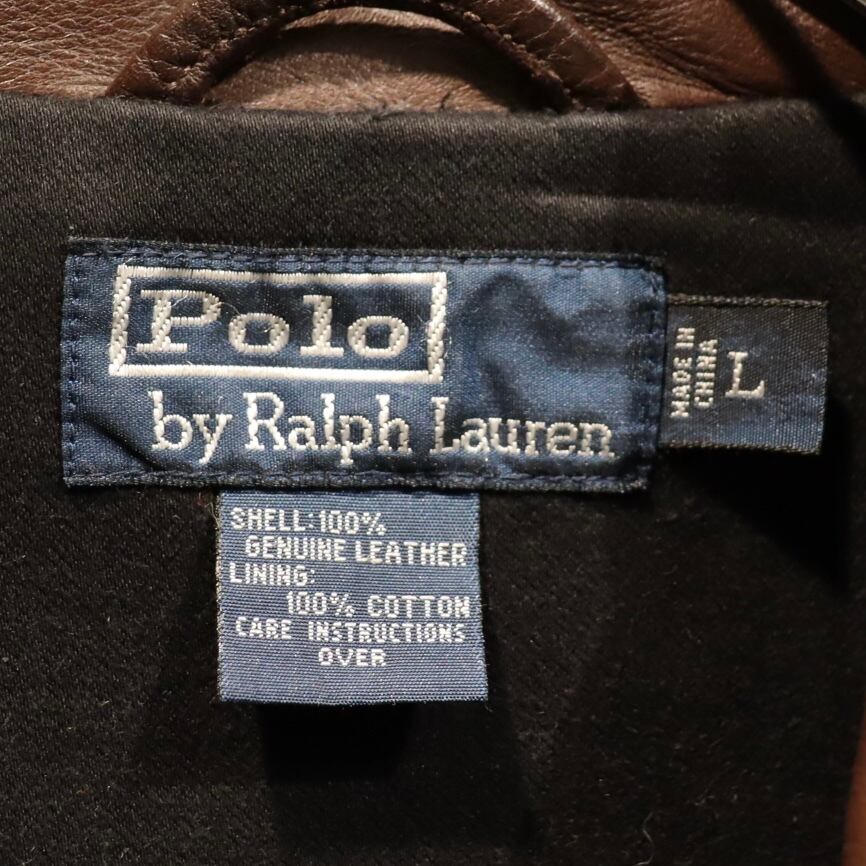 Polo
by Ralph Lauren
MADE IN
CHINA
L
SHELL:100%
GENUINE LEATHER
LINING:
100% COTTON
CARE INSTRUCTIONS
OVER